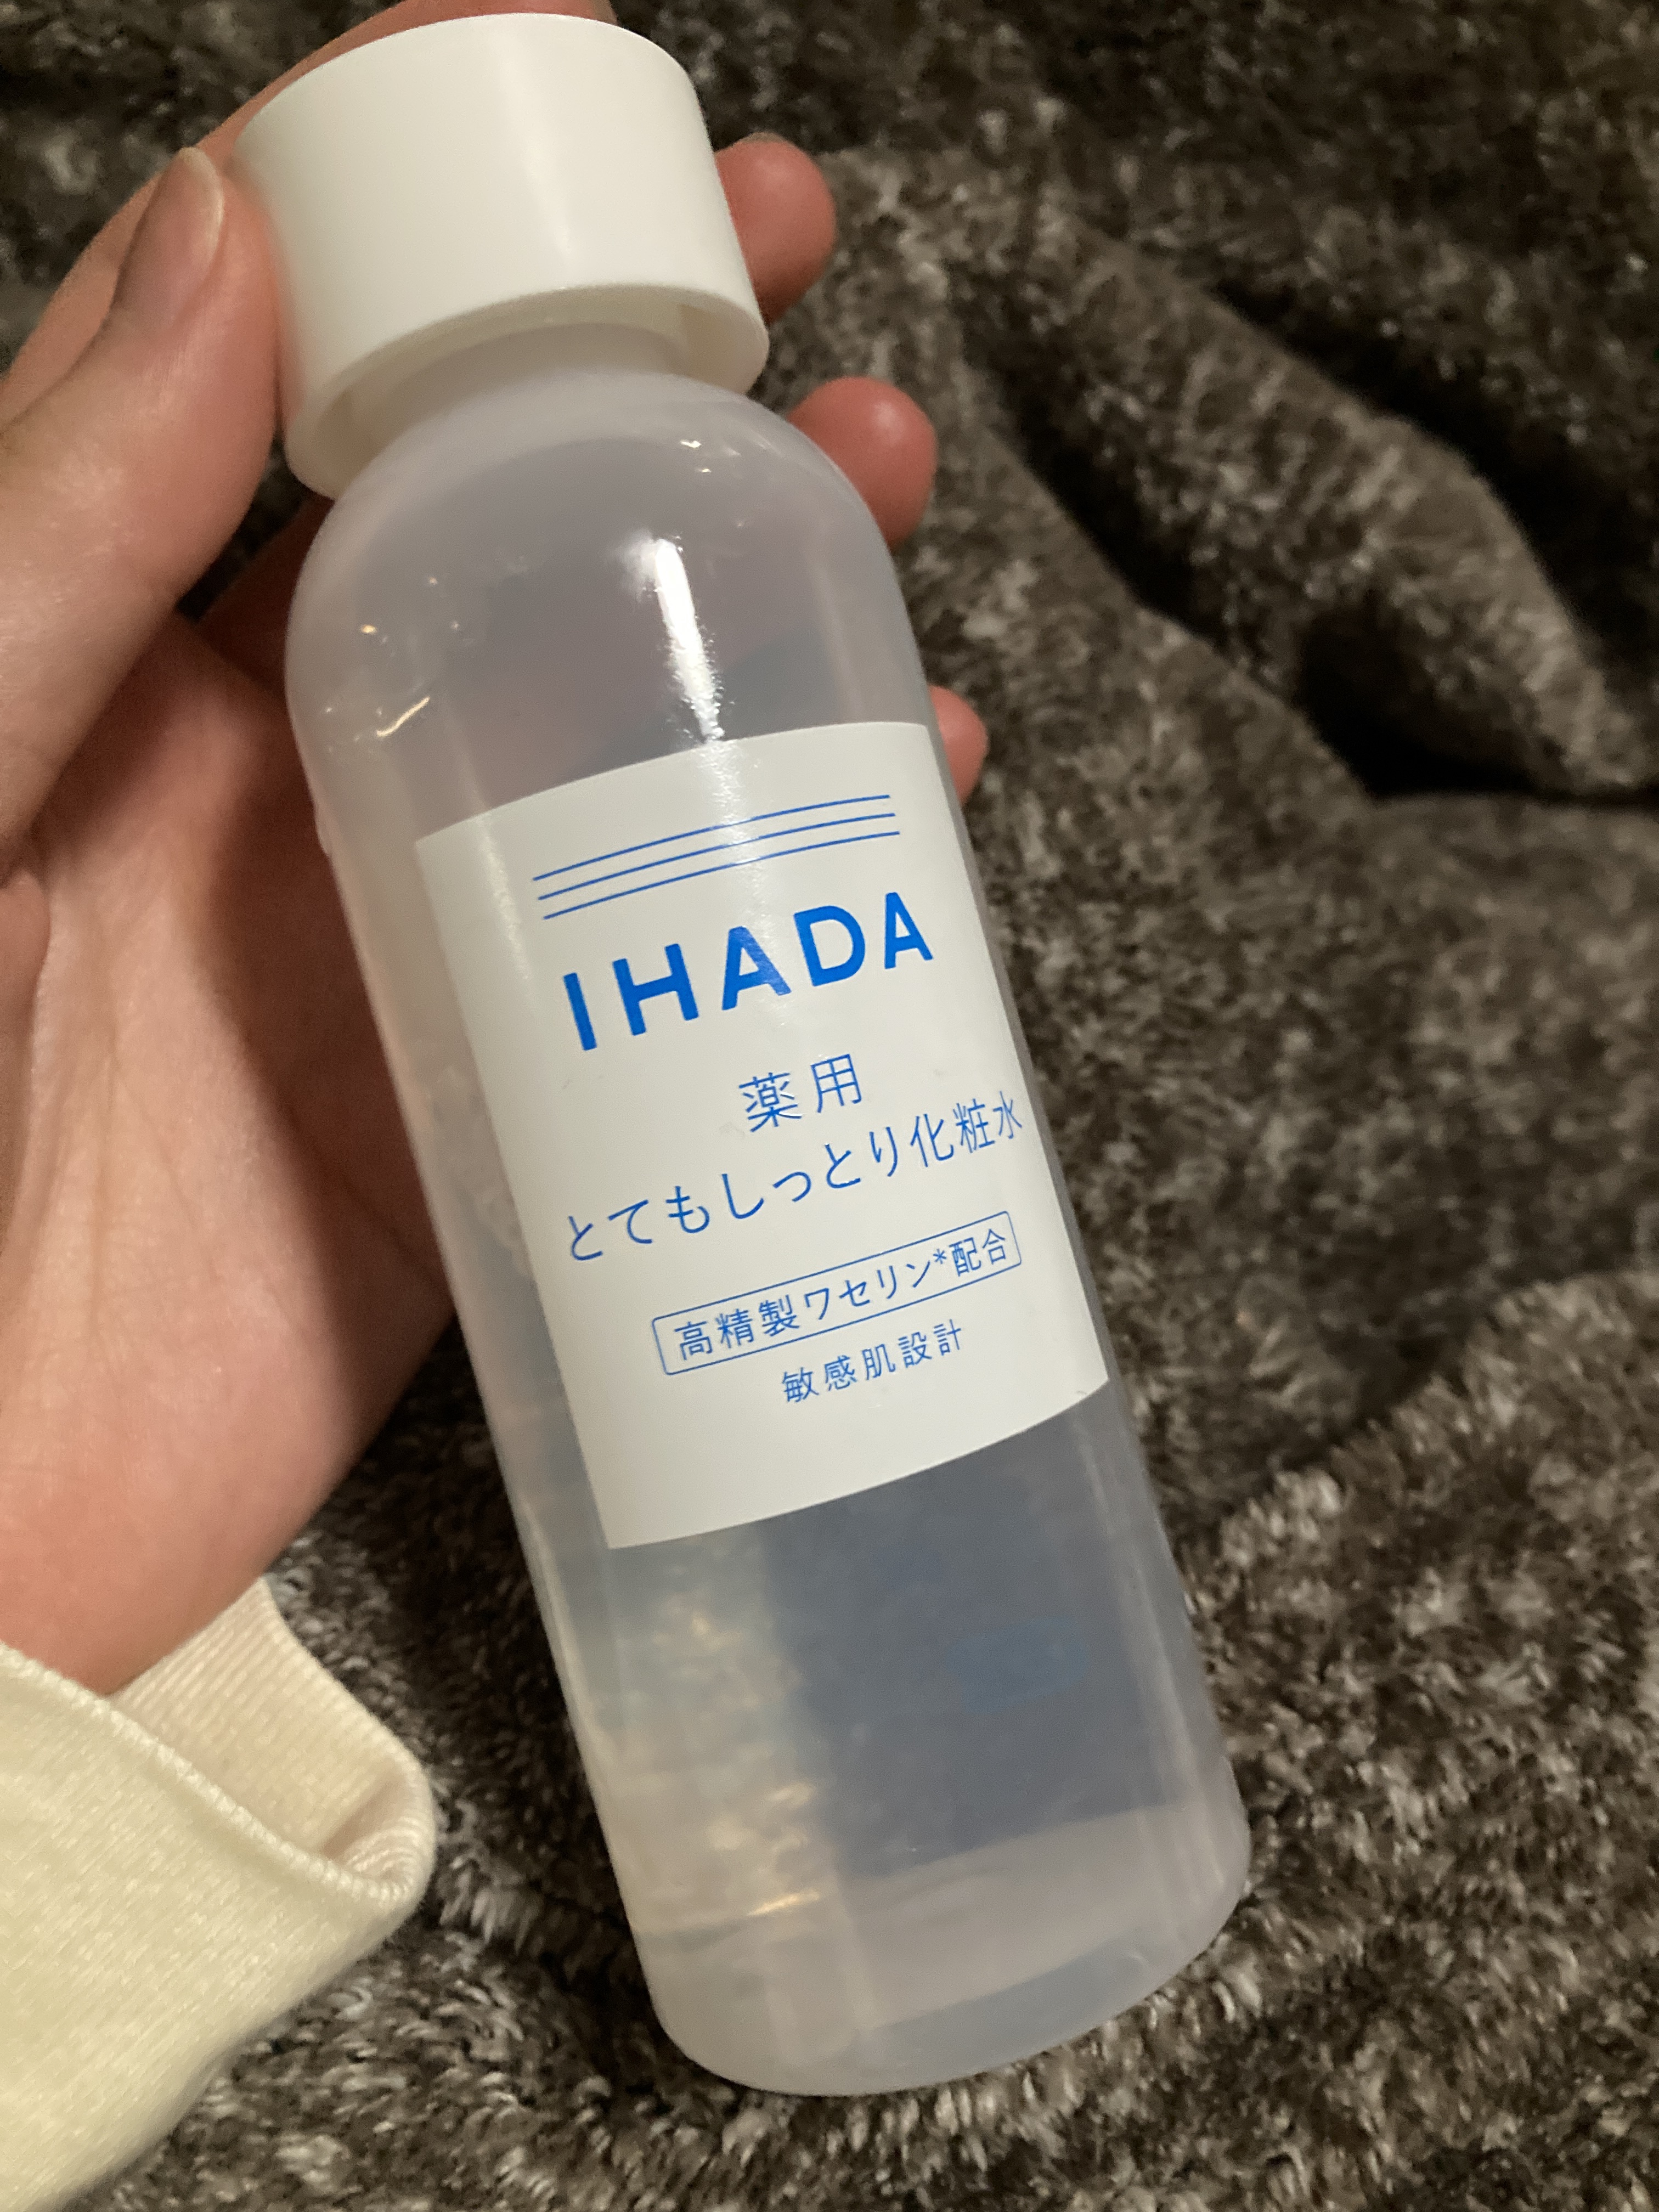 IHADA
薬用
とてもしっとり化粧水
高精製ワセリン*配合
敏感肌設計